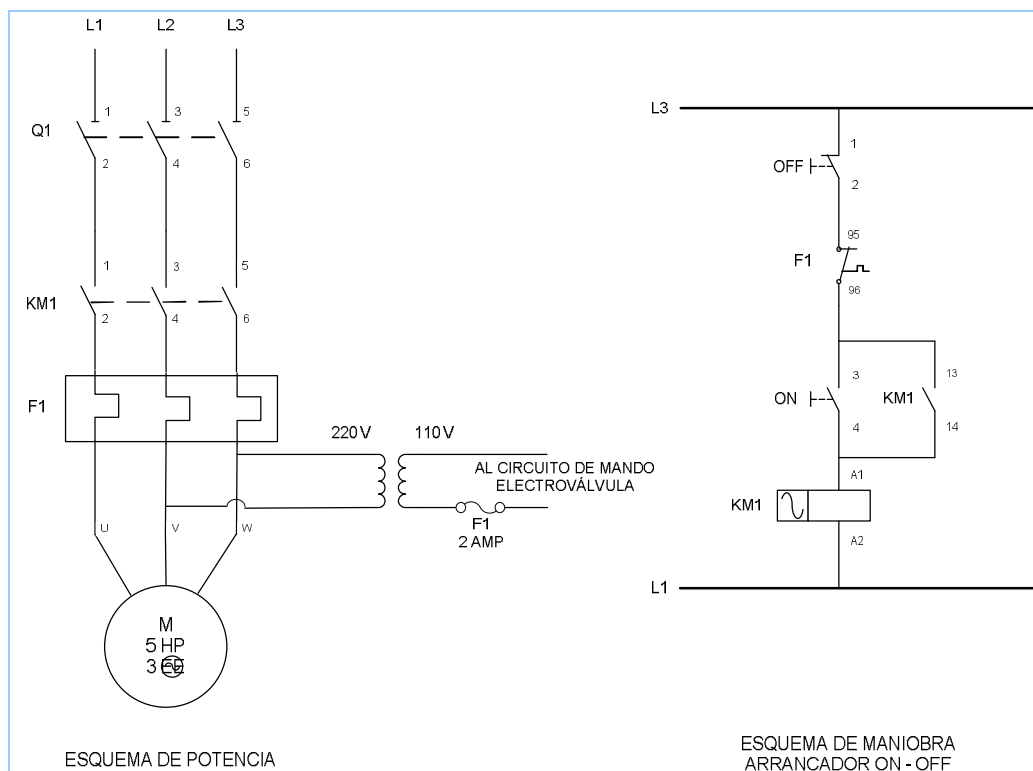 L1 L2 L3
1 3 5
Q1
2 4 6
1 3 5
KM1
2 4 6
F1
220V 110V
AL CIRCUITO DE MANDO
ELECTROVÁLVULA
F1
2 AMP
U V W
M
5 HP
3
ESQUEMA DE POTENCIA
L3
1
OFF
2
95
F1
96
3 13
ON KM1
4 14
A1
KM1
A2
L1
ESQUEMA DE MANIOBRA
ARRANCADOR ON - OFF